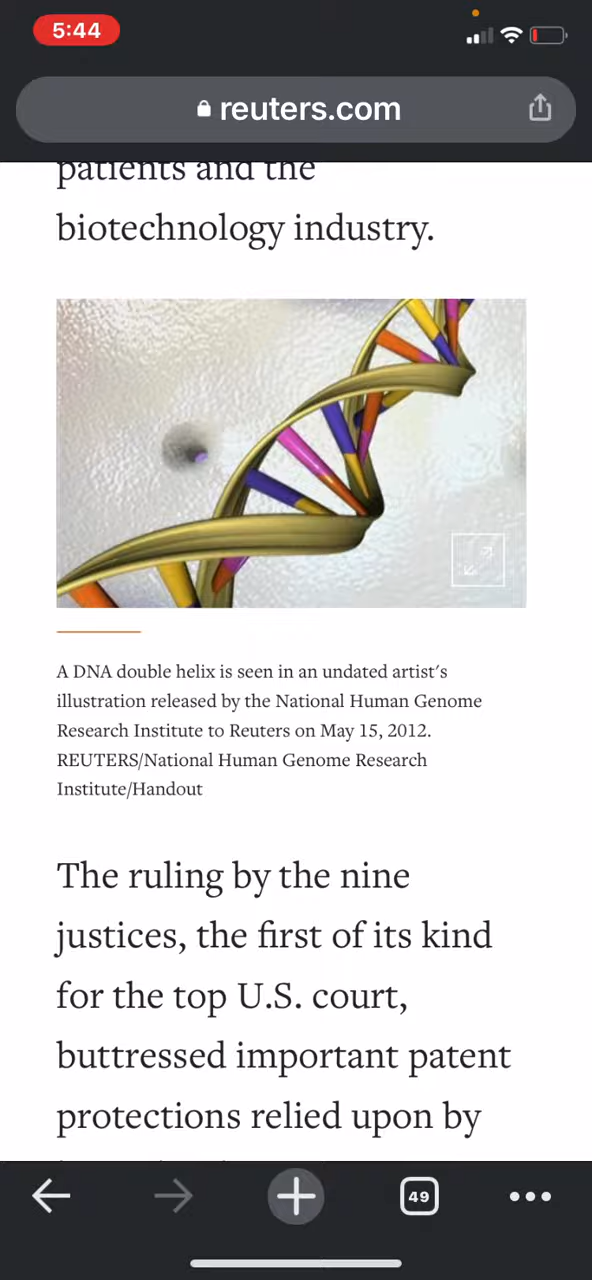 5:44
reuters.com
patients and the
biotechnology industry.
A DNA double helix is seen in an undated artist's
illustration released by the National Human Genome
Research Institute to Reuters on May 15, 2012.
REUTERS/National Human Genome Research
Institute/Handout
The ruling by the nine
justices, the first of its kind
for the top U.S. court,
buttressed important patent
protections relied upon by
49